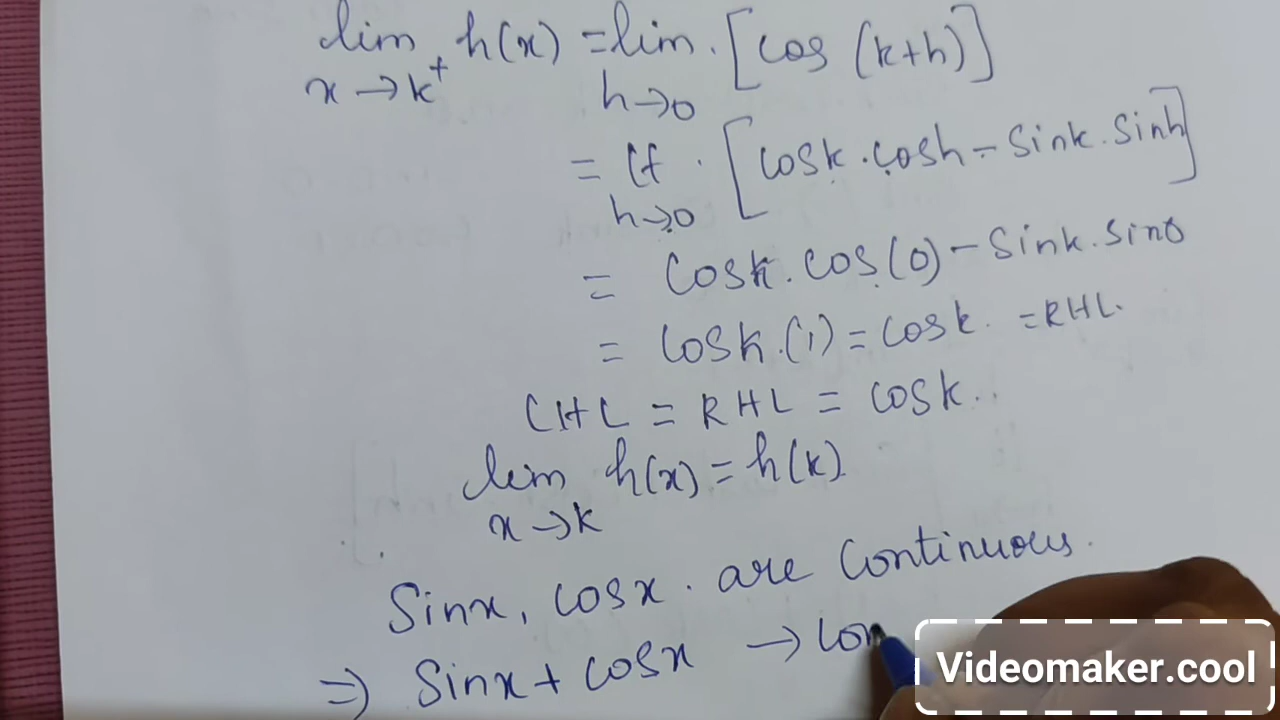 lim h(x) = lim. [cos (k+h)]
x→k⁺ h→0
= lt . [cosk.cosh - sink.sinh]
h→0
= cosk.cos(0) - sink.sin0
= cosk.(1) = cosk. = RHL.
LHL = RHL = cosk..
lim h(x) = h(k).
x→k
Sinx, cosx. are continuous.
⇒) Sinx + cosx → con
Videomaker.cool